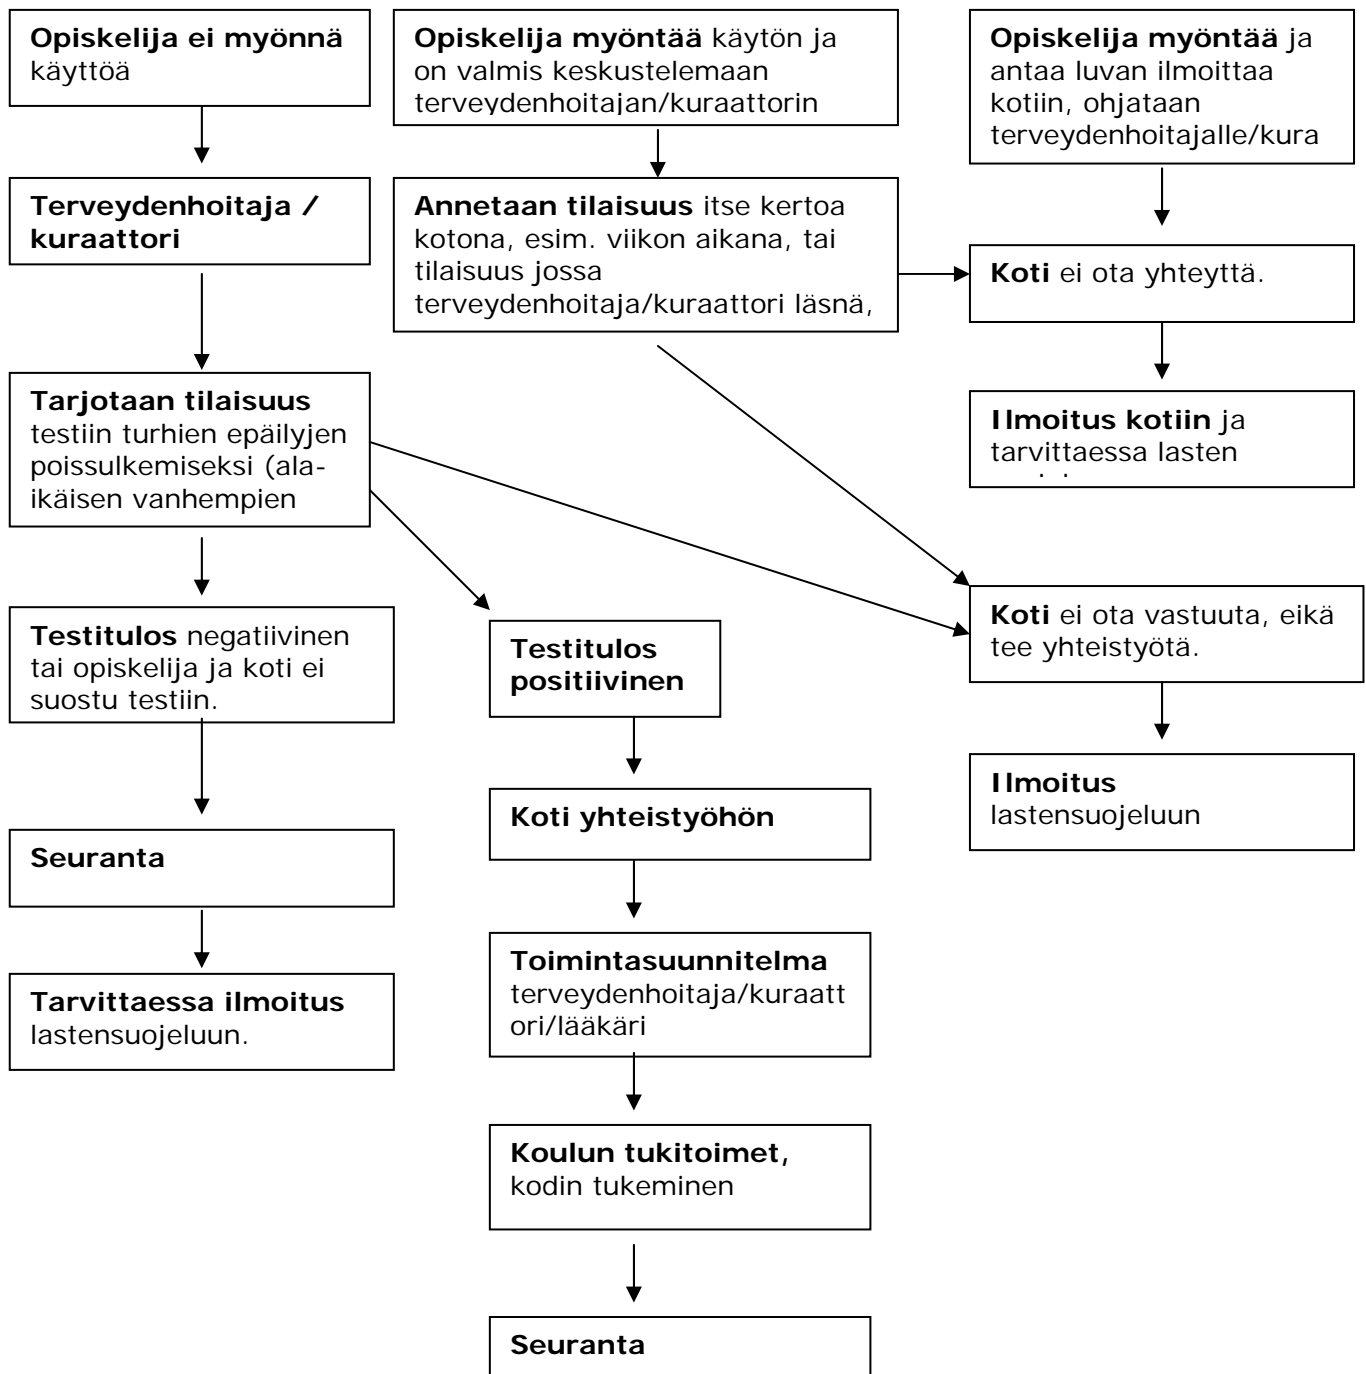 Opiskelija ei myönnä
käyttöä
Opiskelija myöntää käytön ja
on valmis keskustelemaan
terveydenhoitajan/kuraattorin
Opiskelija myöntää ja
antaa luvan ilmoittaa
kotiin, ohjataan
terveydenhoitajalle/kura
Terveydenhoitaja /
kuraattori
Annetaan tilaisuus itse kertoa
kotona, esim. viikon aikana, tai
tilaisuus jossa
terveydenhoitaja/kuraattori läsnä,
Koti ei ota yhteyttä.
Tarjotaan tilaisuus
testiin turhien epäilyjen
poissulkemiseksi (ala-
ikäisen vanhempien
Ilmoitus kotiin ja
tarvittaessa lasten
Testitulos negatiivinen
tai opiskelija ja koti ei
suostu testiin.
Testitulos
positiivinen
Koti ei ota vastuuta, eikä
tee yhteistyötä.
Ilmoitus
lastensuojeluun
Koti yhteistyöhön
Seuranta
Toimintasuunnitelma
terveydenhoitaja/kuraatt
ori/lääkäri
Tarvittaessa ilmoitus
lastensuojeluun.
Koulun tukitoimet,
kodin tukeminen
Seuranta